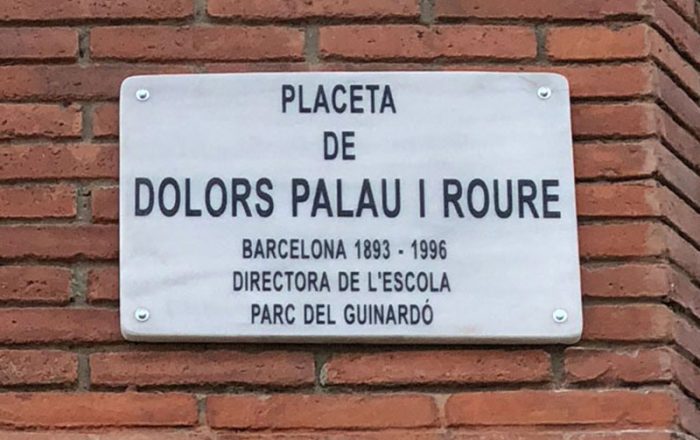 PLACETA
DE
DOLORS PALAU I ROURE
BARCELONA 1893 - 1996
DIRECTORA DE L'ESCOLA
PARC DEL GUINARDÓ